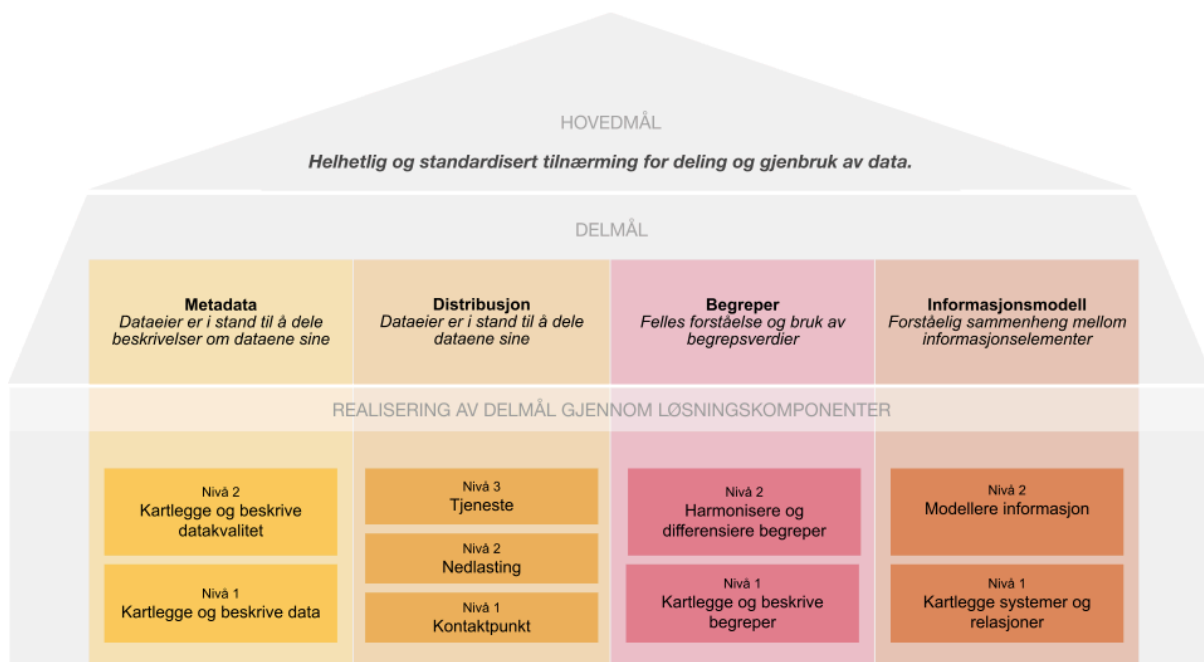 HOVEDMÅL
Helhetlig og standardisert tilnærming for deling og gjenbruk av data.
DELMÅL
Metadata
Dataeier er i stand til å dele
beskrivelser om dataene sine
Distribusjon
Dataeier er i stand til å dele
dataene sine
Begreper
Felles forståelse og bruk av
begrepsverdier
Informasjonsmodell
Forståelig sammenheng mellom
informasjonselementer
REALISERING AV DELMÅL GJENNOM LØSNINGSKOMPONENTER
Nivå 2
Kartlegge og beskrive
datakvalitet
Nivå 1
Kartlegge og beskrive data
Nivå 3
Tjeneste
Nivå 2
Nedlasting
Nivå 1
Kontaktpunkt
Nivå 2
Harmonisere og
differensiere begreper
Nivå 1
Kartlegge og beskrive
begreper
Nivå 2
Modellere informasjon
Nivå 1
Kartlegge systemer og
relasjoner